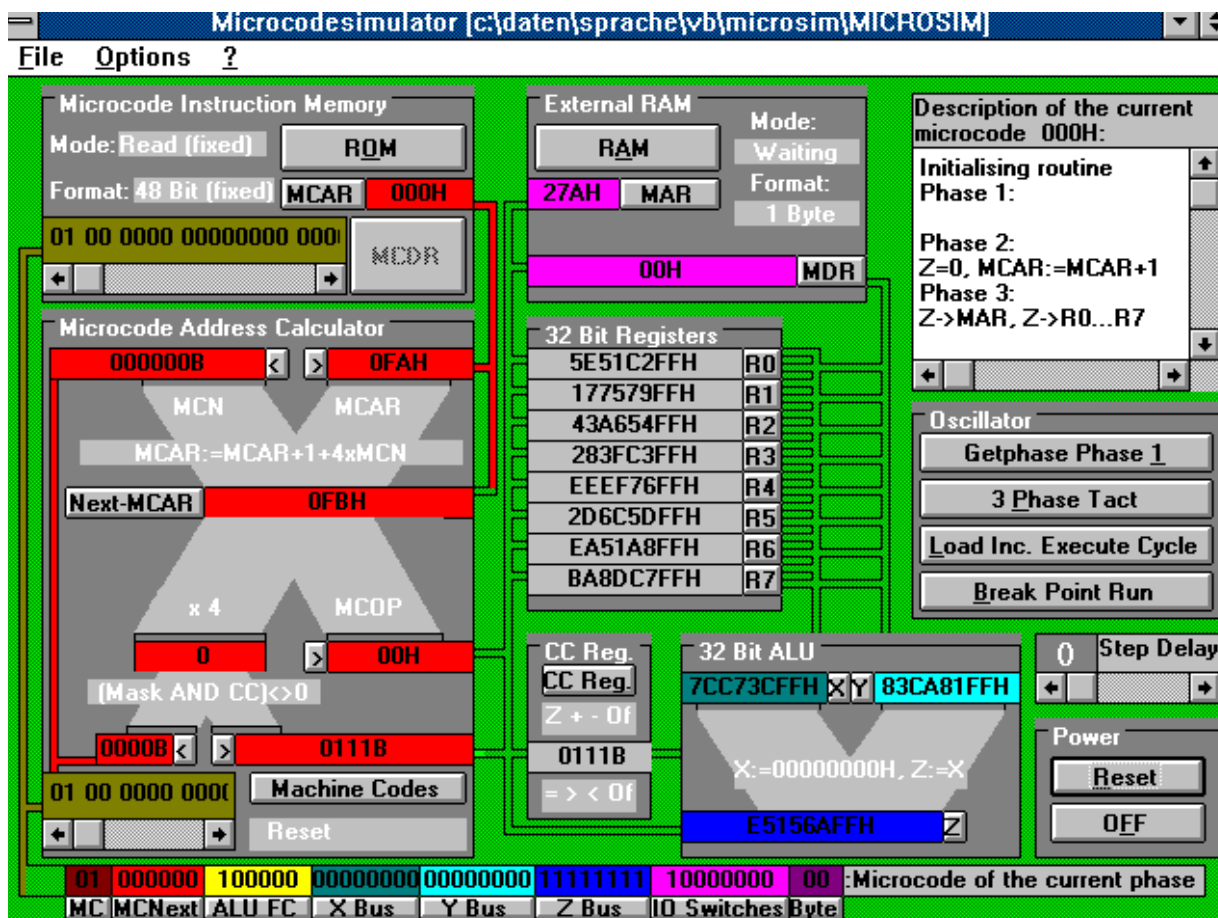 Microcodesimulator [c:\daten\sprache\vb\microsim\MICROSIM]
File Options ?
Microcode Instruction Memory
Mode: Read (fixed) ROM
Format: 48 Bit (fixed) MCAR 000H
01 00 0000 00000000 000
MCDR
External RAM
RAM
Mode:
Waiting
Format:
1 Byte
27AH MAR
00H MDR
Description of the current
microcode 000H:
Initialising routine
Phase 1:
Phase 2:
Z=0, MCAR:=MCAR+1
Phase 3:
Z->MAR, Z->R0...R7
Microcode Address Calculator
000000B < > 0FAH
MCN MCAR
MCAR:=MCAR+1+4xMCN
Next-MCAR 0FBH
x 4 MCOP
0 > 00H
(Mask AND CC)<>0
0000B < > 0111B
01 00 0000 000(
Machine Codes
Reset
32 Bit Registers
5E51C2FFH R0
177579FFH R1
43A654FFH R2
283FC3FFH R3
EEEF76FFH R4
2D6C5DFFH R5
EA51A8FFH R6
BA8DC7FFH R7
Oscillator
Getphase Phase 1
3 Phase Tact
Load Inc. Execute Cycle
Break Point Run
CC Reg.
CC Reg.
Z + - Of
0111B
= > < Of
32 Bit ALU
7CC73CFFH X Y 83CA81FFH
X:=00000000H, Z:=X
E5156AFFH Z
0 Step Delay
Power
Reset
OFF
01 000000 100000 00000000 00000000 11111111 10000000 00 :Microcode of the current phase
MC MCNext ALU FC X Bus Y Bus Z Bus IO Switches Byte